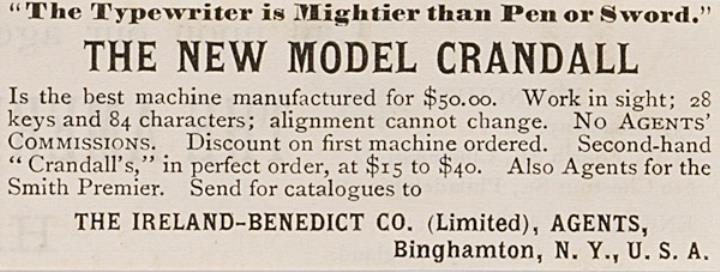 "The Typewriter is Mightier than Pen or Sword."
THE NEW MODEL CRANDALL
Is the best machine manufactured for $50.00. Work in sight; 28
keys and 84 characters; alignment cannot change. No Agents'
Commissions. Discount on first machine ordered. Second-hand
"Crandall's," in perfect order, at $15 to $40. Also Agents for the
Smith Premier. Send for catalogues to
THE IRELAND-BENEDICT CO. (Limited), AGENTS,
Binghamton, N. Y., U. S. A.